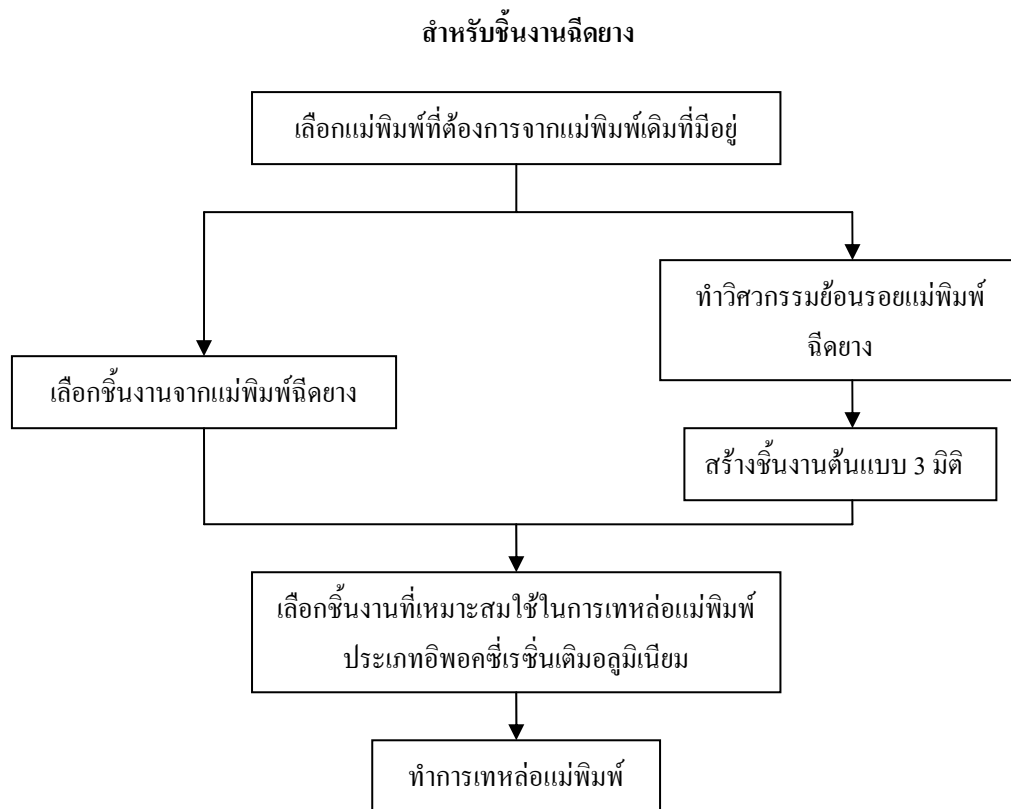 สำหรับชิ้นงานฉีดยาง
เลือกแม่พิมพ์ที่ต้องการจากแม่พิมพ์เดิมที่มีอยู่
ทำวิศวกรรมย้อนรอยแม่พิมพ์
ฉีดยาง
เลือกชิ้นงานจากแม่พิมพ์ฉีดยาง
สร้างชิ้นงานต้นแบบ 3 มิติ
เลือกชิ้นงานที่เหมาะสมใช้ในการเทหล่อแม่พิมพ์
ประเภทอิพอคซี่เรซิ่นเติมอลูมิเนียม
ทำการเทหล่อแม่พิมพ์